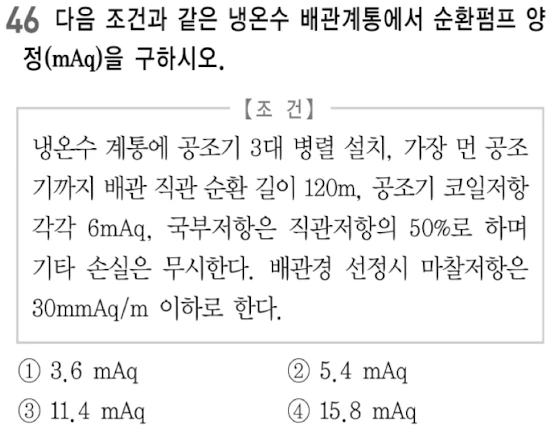 46 다음 조건과 같은 냉온수 배관계통에서 순환펌프 양
정(mAq)을 구하시오.
【조 건】
냉온수 계통에 공조기 3대 병렬 설치, 가장 먼 공조
기까지 배관 직관 순환 길이 120m, 공조기 코일저항
각각 6mAq, 국부저항은 직관저항의 50%로 하며
기타 손실은 무시한다. 배관경 선정시 마찰저항은
30mmAq/m 이하로 한다.
① 3.6 mAq ② 5.4 mAq
③ 11.4 mAq ④ 15.8 mAq